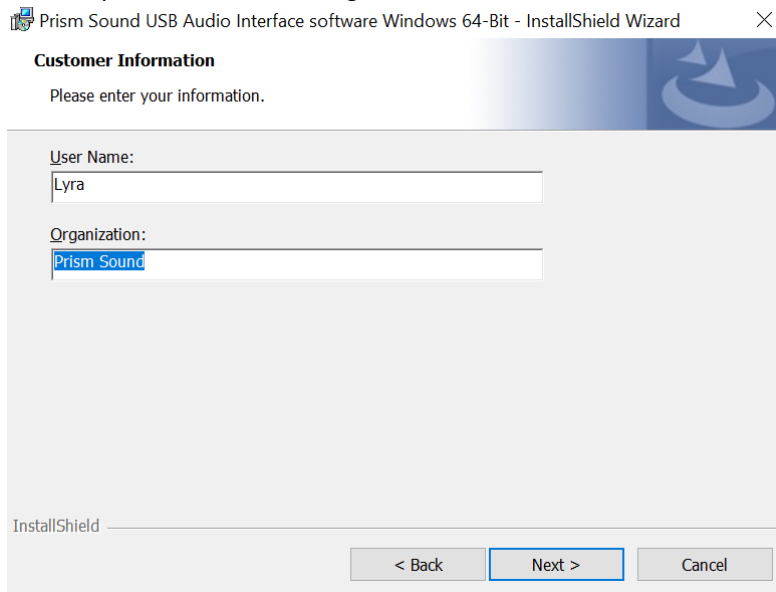 Prism Sound USB Audio Interface software Windows 64-Bit - InstallShield Wizard
Customer Information
Please enter your information.
User Name:
Lyra
Organization:
Prism Sound
InstallShield
< Back Next > Cancel